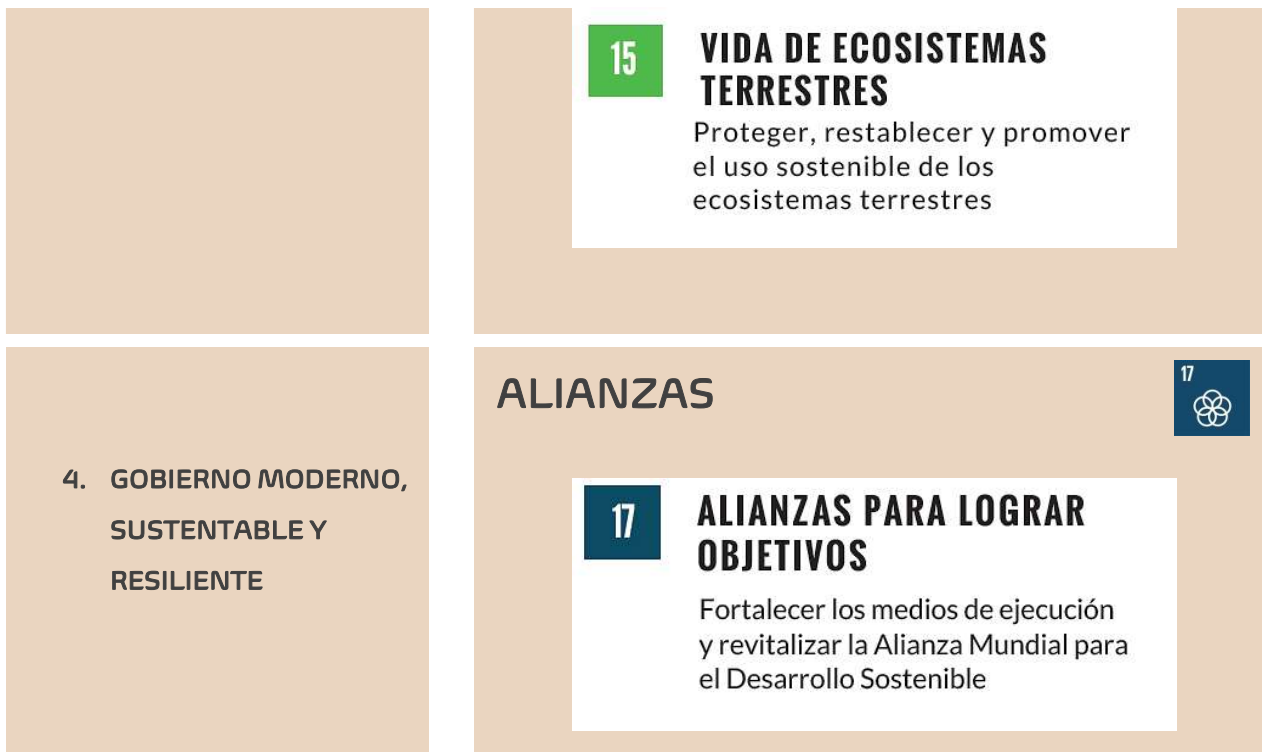 15
VIDA DE ECOSISTEMAS
TERRESTRES
Proteger, restablecer y promover
el uso sostenible de los
ecosistemas terrestres
4. GOBIERNO MODERNO,
SUSTENTABLE Y
RESILIENTE
ALIANZAS
17
17
ALIANZAS PARA LOGRAR
OBJETIVOS
Fortalecer los medios de ejecución
y revitalizar la Alianza Mundial para
el Desarrollo Sostenible